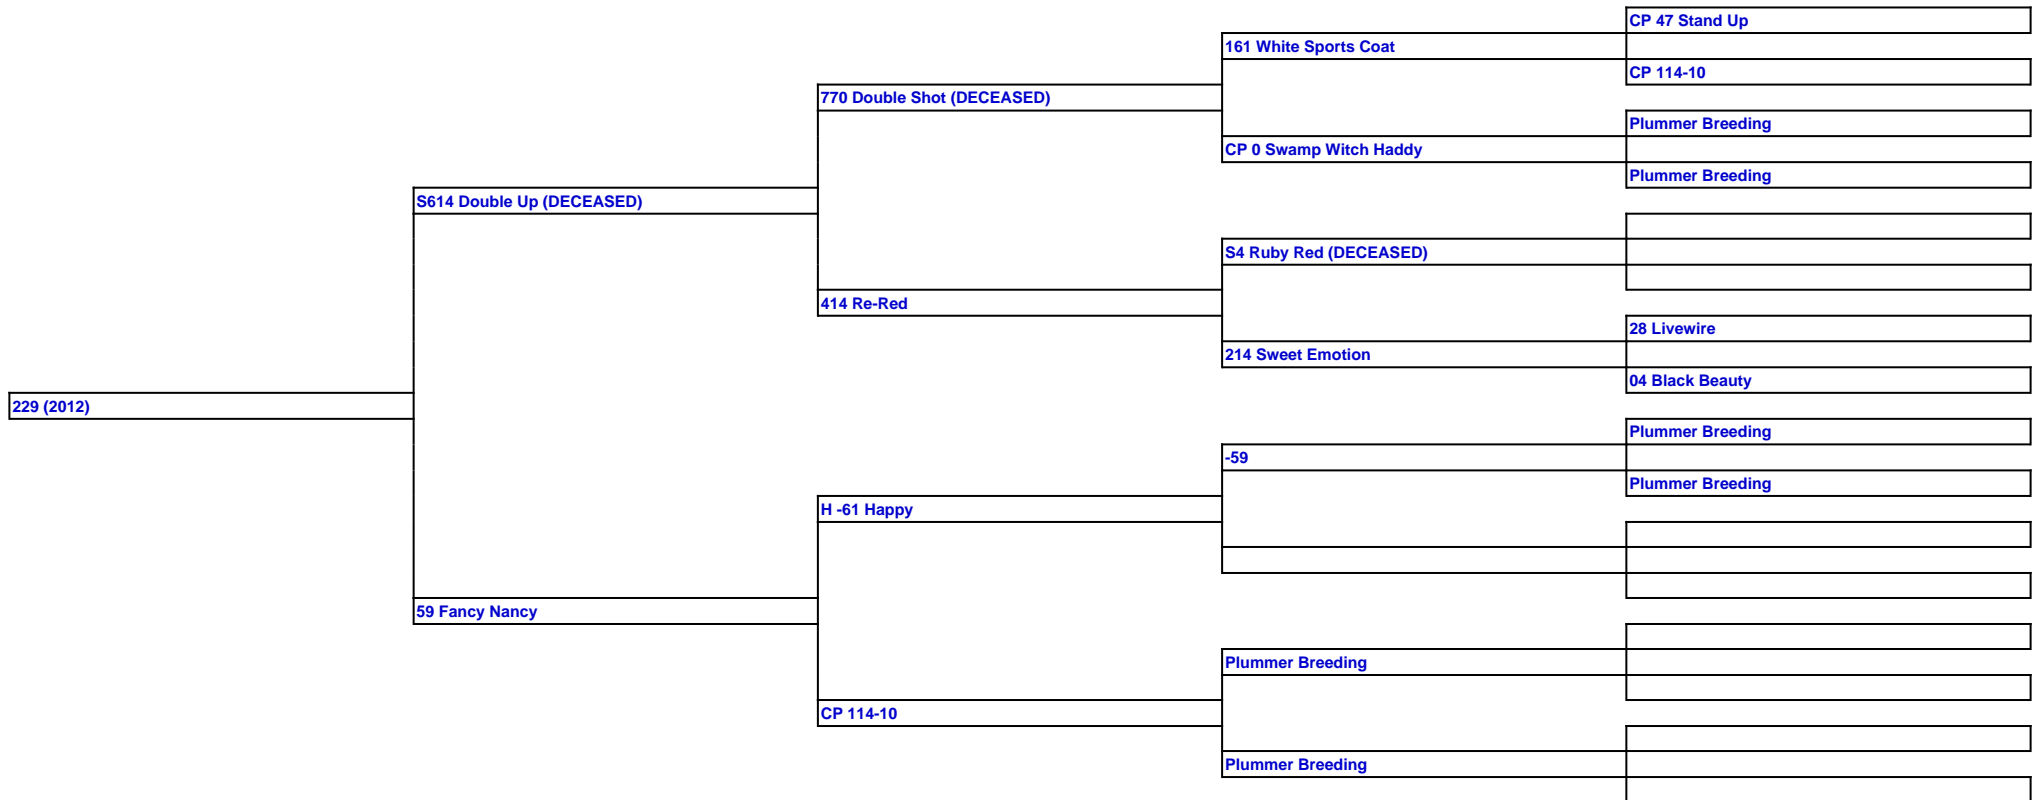 CP 47 Stand Up
161 White Sports Coat
CP 114-10
770 Double Shot (DECEASED)
Plummer Breeding
CP 0 Swamp Witch Haddy
Plummer Breeding
S614 Double Up (DECEASED)
S4 Ruby Red (DECEASED)
414 Re-Red
28 Livewire
214 Sweet Emotion
04 Black Beauty
229 (2012)
Plummer Breeding
-59
Plummer Breeding
H -61 Happy
59 Fancy Nancy
Plummer Breeding
CP 114-10
Plummer Breeding